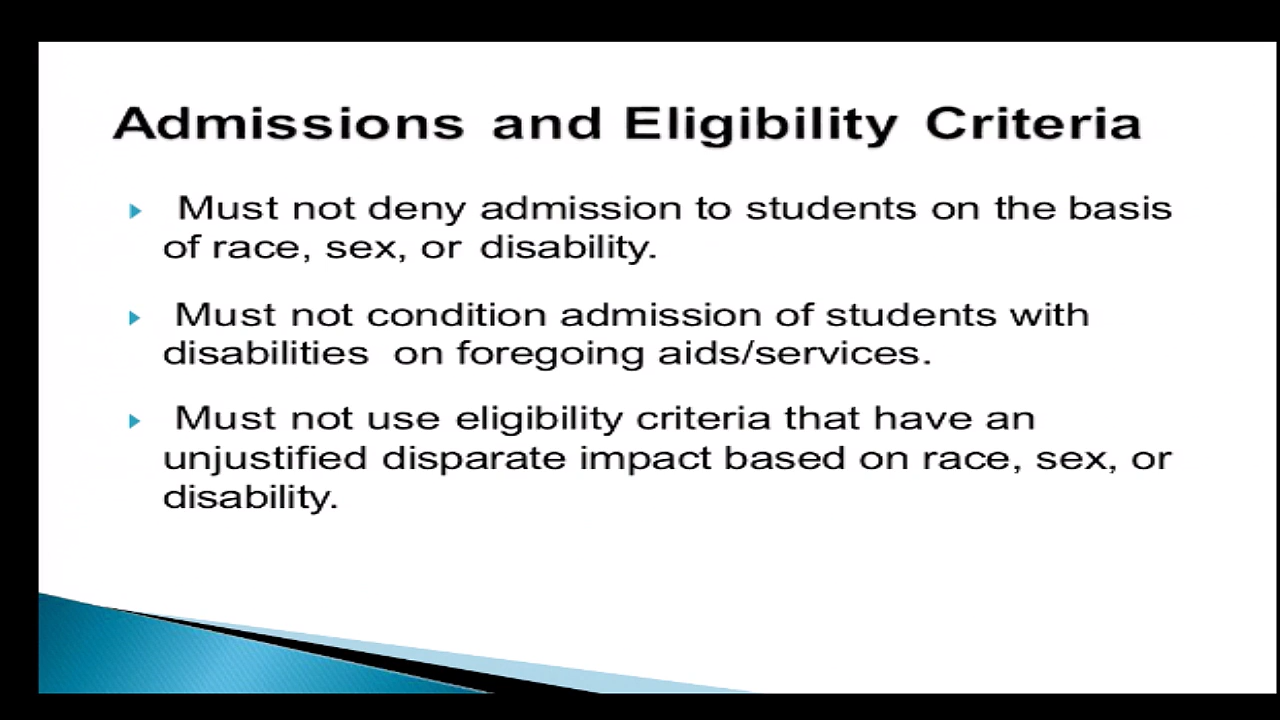 Admissions and Eligibility Criteria
Must not deny admission to students on the basis
of race, sex, or disability.
Must not condition admission of students with
disabilities on foregoing aids/services.
Must not use eligibility criteria that have an
unjustified disparate impact based on race, sex, or
disability.